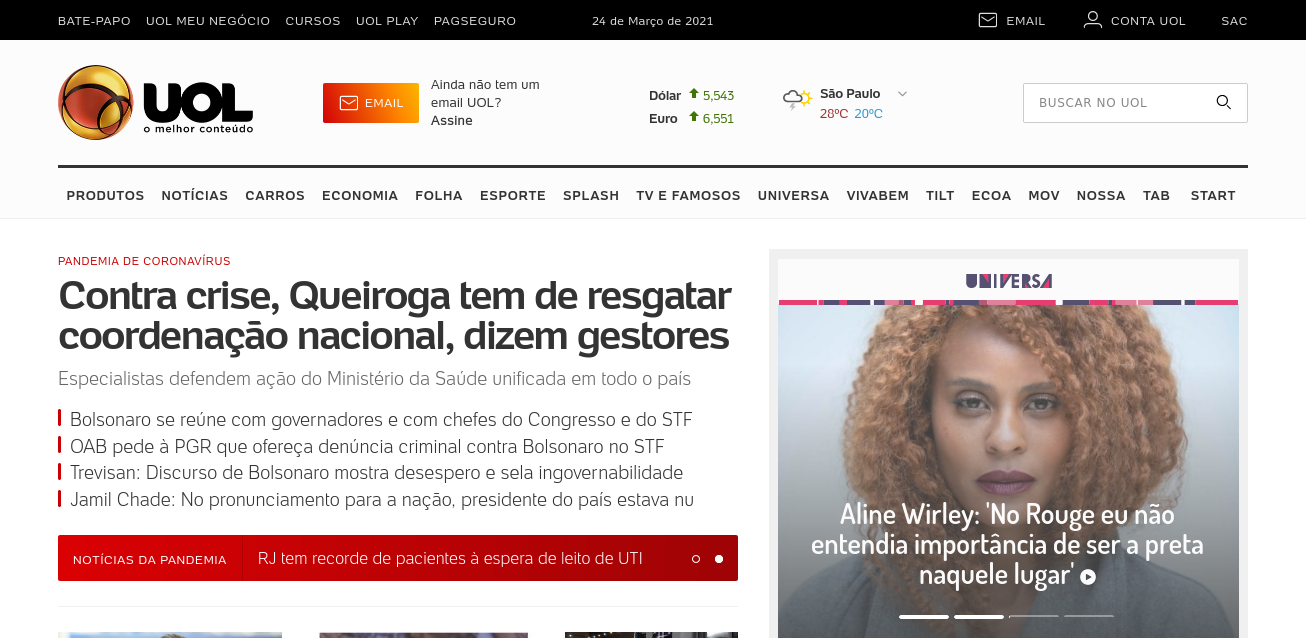 BATE-PAPO UOL MEU NEGÓCIO CURSOS UOL PLAY PAGSEGURO 24 de Março de 2021 EMAIL CONTA UOL SAC
UOL
o melhor conteúdo
EMAIL
Ainda não tem um
email UOL?
Assine
Dólar 5,543
Euro 6,551
São Paulo
28ºC 20ºC
BUSCAR NO UOL
PRODUTOS NOTÍCIAS CARROS ECONOMIA FOLHA ESPORTE SPLASH TV E FAMOSOS UNIVERSA VIVABEM TILT ECOA MOV NOSSA TAB START
PANDEMIA DE CORONAVÍRUS
Contra crise, Queiroga tem de resgatar
coordenação nacional, dizem gestores
Especialistas defendem ação do Ministério da Saúde unificada em todo o país
Bolsonaro se reúne com governadores e com chefes do Congresso e do STF
OAB pede à PGR que ofereça denúncia criminal contra Bolsonaro no STF
Trevisan: Discurso de Bolsonaro mostra desespero e sela ingovernabilidade
Jamil Chade: No pronunciamento para a nação, presidente do país estava nu
NOTÍCIAS DA PANDEMIA RJ tem recorde de pacientes à espera de leito de UTI
UNIVERSA
Aline Wirley: 'No Rouge eu não
entendia importância de ser a preta
naquele lugar'